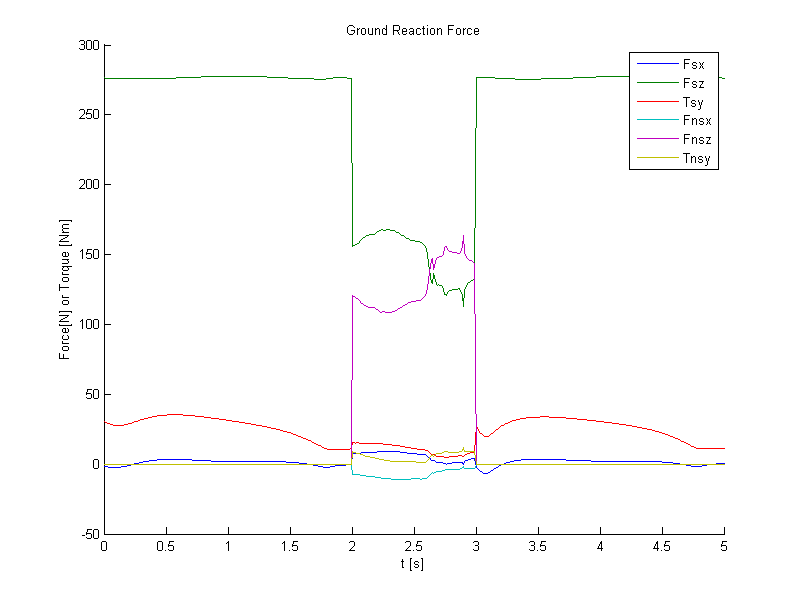 Ground Reaction Force
300
250
200
150
100
50
0
-50
Force[N] or Torque [Nm]
Fsx
Fsz
Tsy
Fnsx
Fnsz
Tnsy
0 0.5 1 1.5 2 2.5 3 3.5 4 4.5 5
t [s]